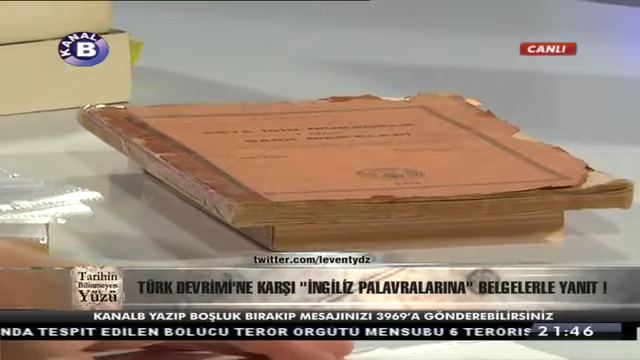 KANAL
B
CANLI
twitter.com/leventydz
Tarihin
Bilinmeyen
Yüzü
TÜRK DEVRİMİ'NE KARŞI "İNGİLİZ PALAVRALARINA" BELGELERLE YANIT !
KANALB YAZIP BOŞLUK BIRAKIP MESAJINIZI 3969'A GÖNDEREBİLİRSİNİZ
NDA TESPIT EDILEN BOLUCU TEROR ORGUTU MENSUBU 6 TERORIS
21:46